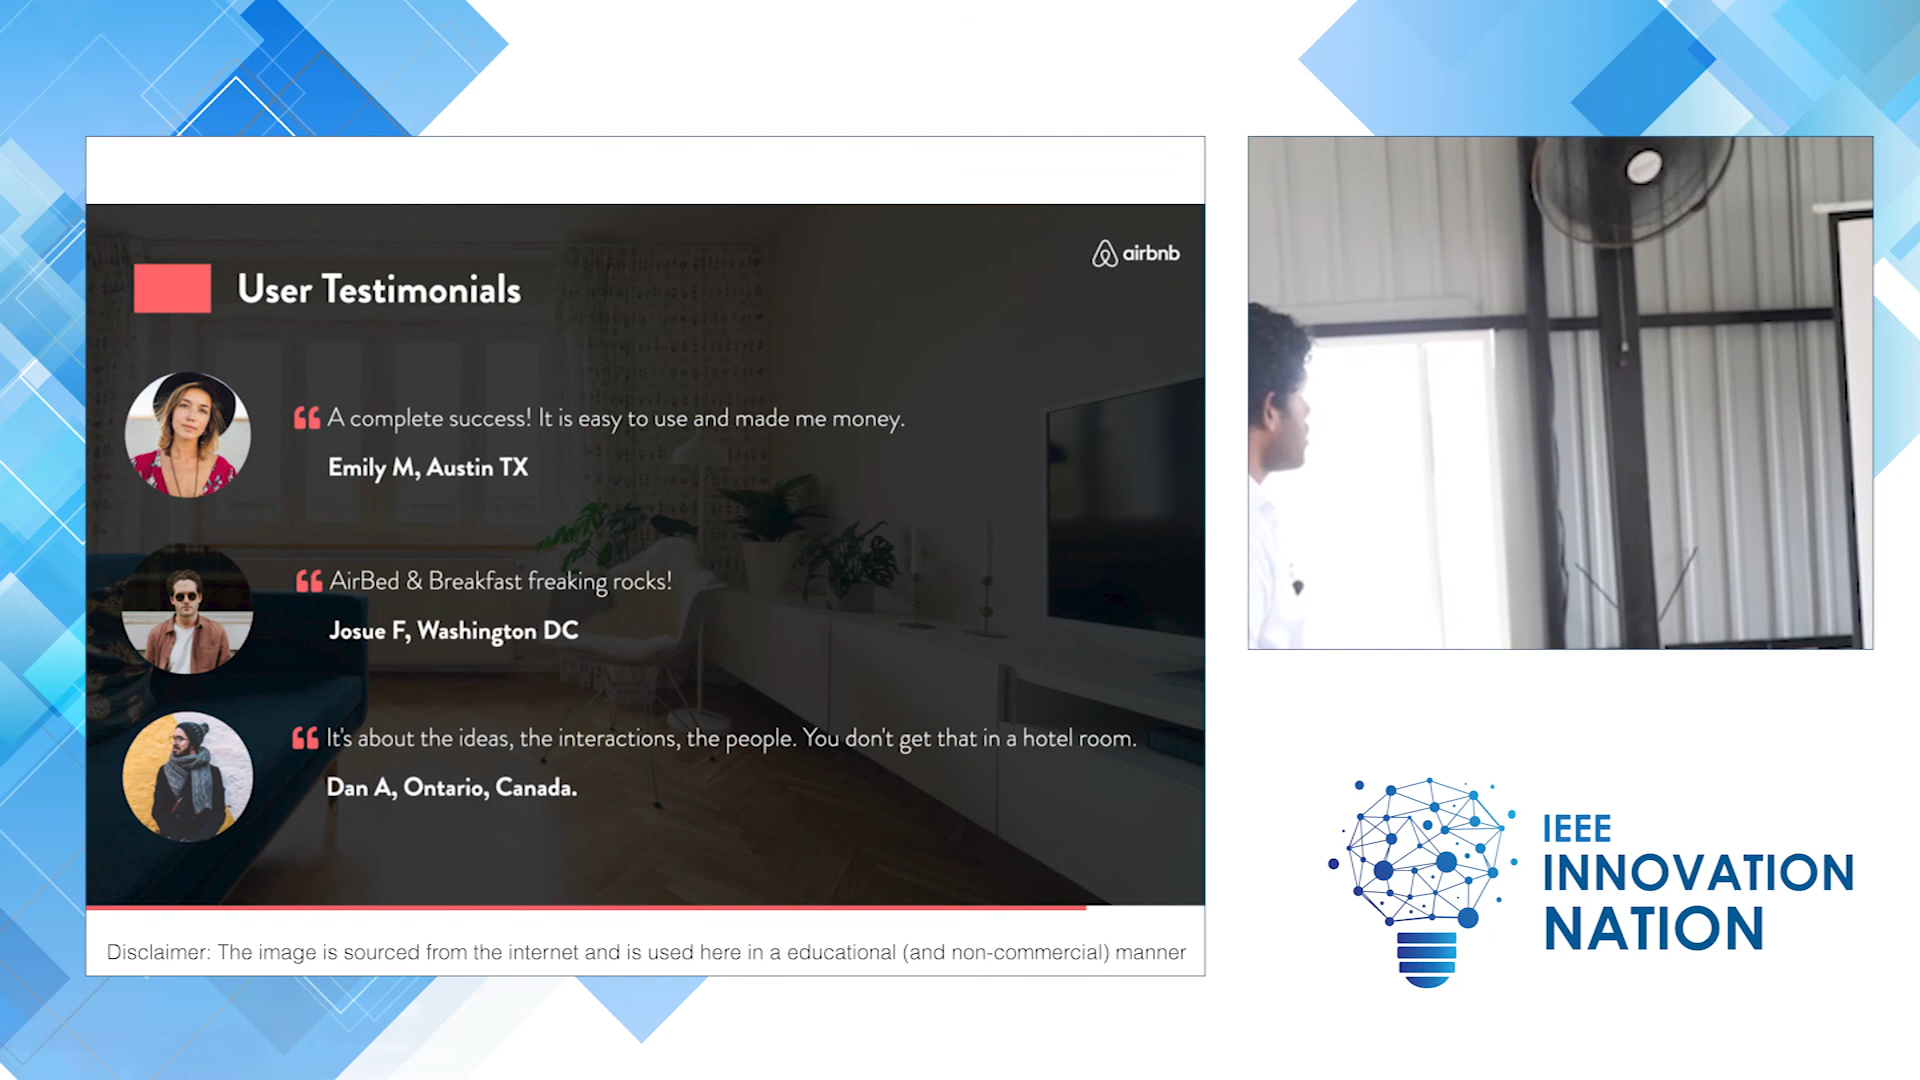 airbnb
User Testimonials
A complete success! It is easy to use and made me money.
Emily M, Austin TX
AirBed & Breakfast freaking rocks!
Josue F, Washington DC
It's about the ideas, the interactions, the people. You don't get that in a hotel room.
Dan A, Ontario, Canada.
Disclaimer: The image is sourced from the internet and is used here in a educational (and non-commercial) manner
IEEE
INNOVATION
NATION